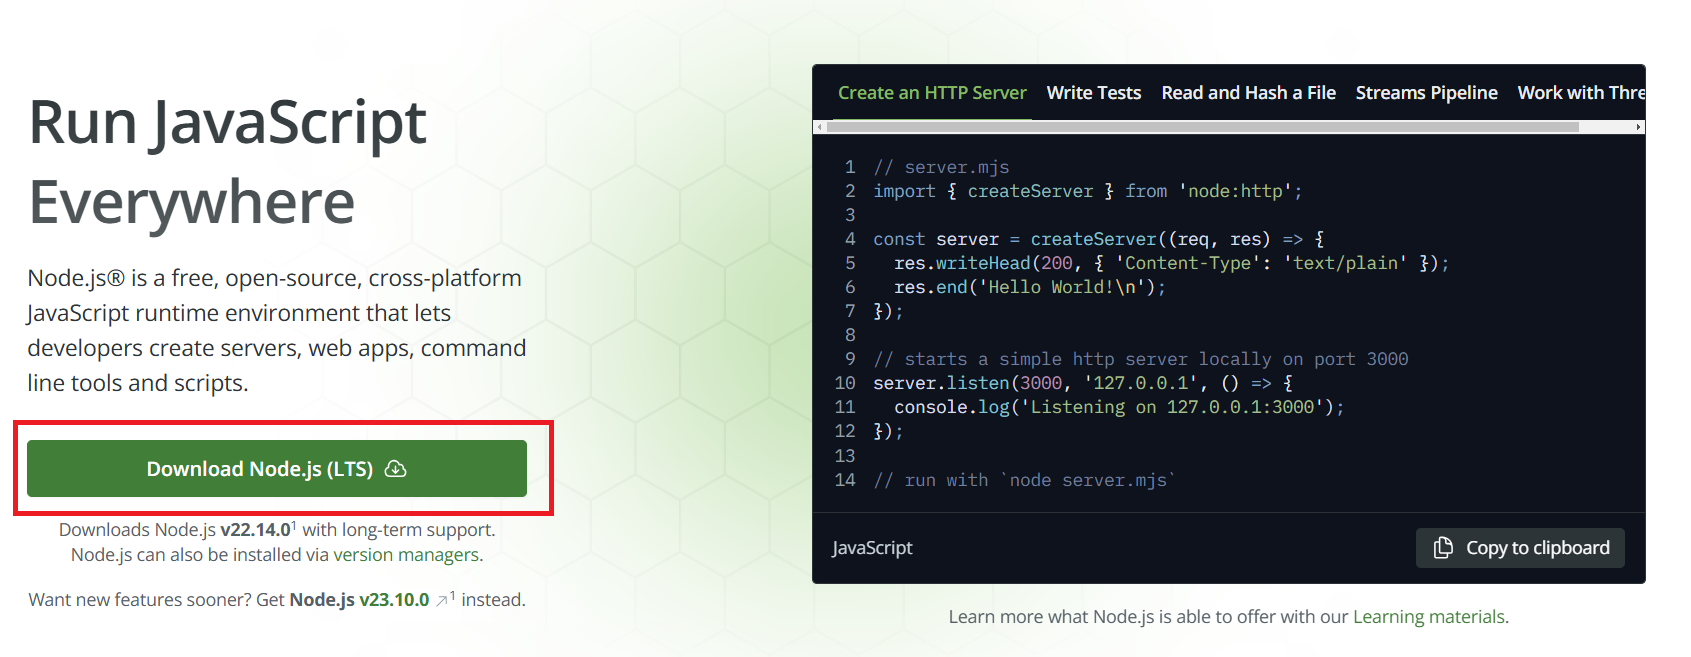 Run JavaScript
Everywhere
Node.js® is a free, open-source, cross-platform
JavaScript runtime environment that lets
developers create servers, web apps, command
line tools and scripts.
Download Node.js (LTS)
Downloads Node.js v22.14.0¹ with long-term support.
Node.js can also be installed via version managers.
Want new features sooner? Get Node.js v23.10.0 ↗¹ instead.
Create an HTTP Server Write Tests Read and Hash a File Streams Pipeline Work with Thre
1 // server.mjs
2 import { createServer } from 'node:http';
3
4 const server = createServer((req, res) => {
5   res.writeHead(200, { 'Content-Type': 'text/plain' });
6   res.end('Hello World!\n');
7 });
8
9 // starts a simple http server locally on port 3000
10 server.listen(3000, '127.0.0.1', () => {
11   console.log('Listening on 127.0.0.1:3000');
12 });
13
14 // run with `node server.mjs`
JavaScript
Copy to clipboard
Learn more what Node.js is able to offer with our Learning materials.